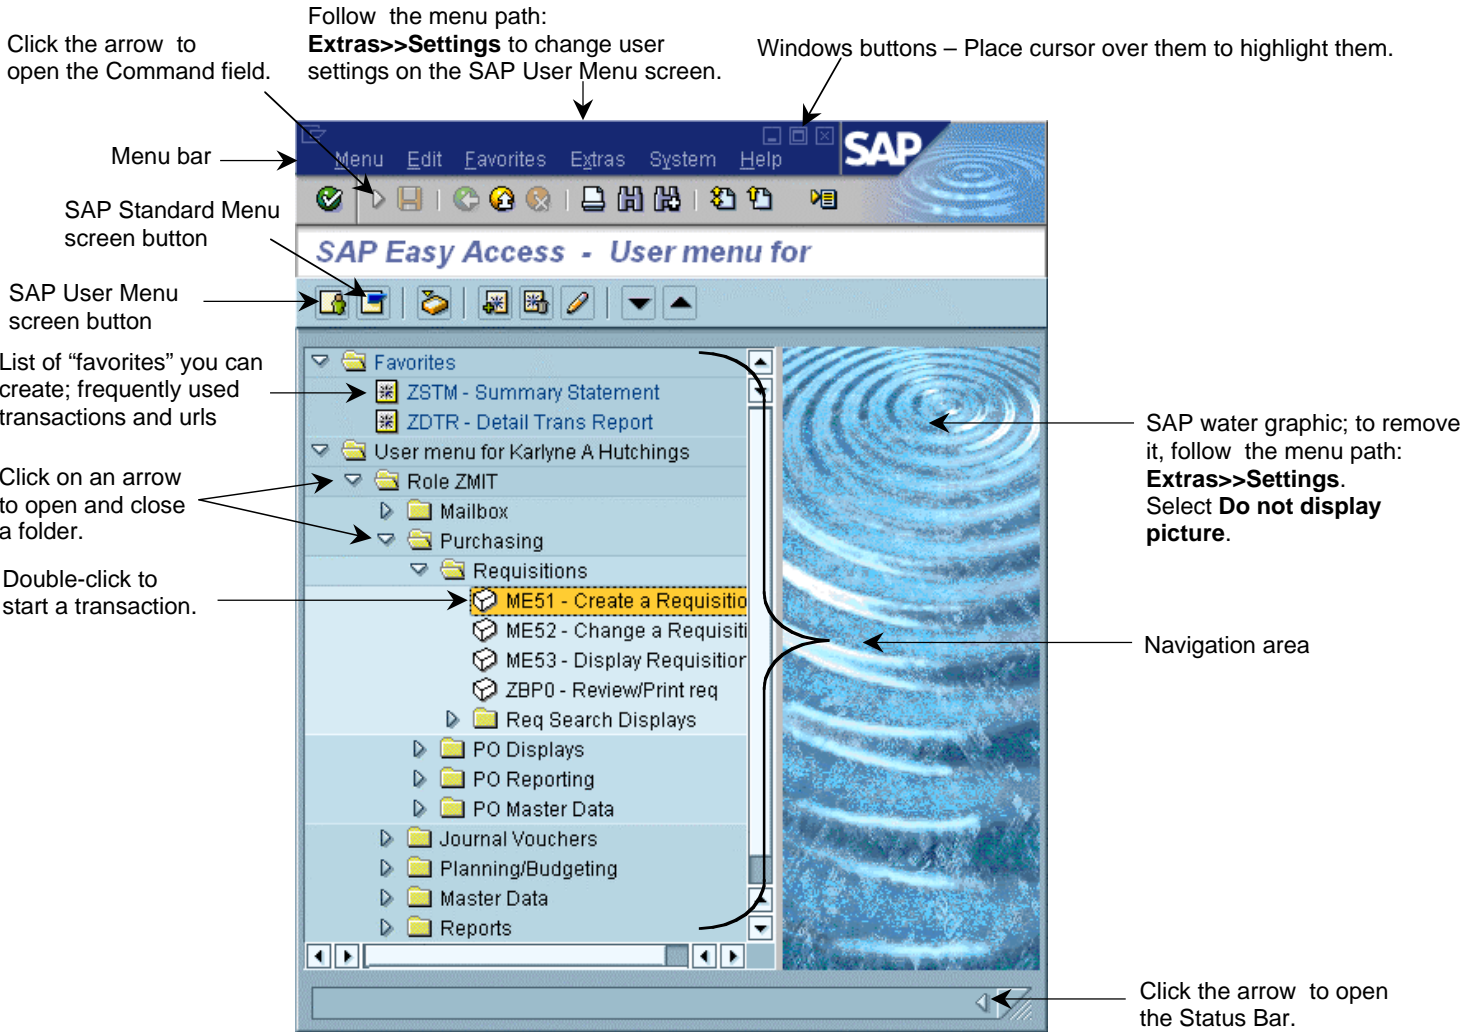 Follow the menu path:
Extras>>Settings to change user
settings on the SAP User Menu screen.
Click the arrow to
open the Command field.
Windows buttons – Place cursor over them to highlight them.
Menu bar
SAP Standard Menu
screen button
SAP User Menu
screen button
List of “favorites” you can
create; frequently used
transactions and urls
Click on an arrow
to open and close
a folder.
Double-click to
start a transaction.
Menu Edit Favorites Extras System Help
SAP
SAP Easy Access - User menu for
Favorites
ZSTM - Summary Statement
ZDTR - Detail Trans Report
User menu for Karlyne A Hutchings
Role ZMIT
Mailbox
Purchasing
Requisitions
ME51 - Create a Requisitio
ME52 - Change a Requisiti
ME53 - Display Requisition
ZBP0 - Review/Print req
Req Search Displays
PO Displays
PO Reporting
PO Master Data
Journal Vouchers
Planning/Budgeting
Master Data
Reports
SAP water graphic; to remove
it, follow the menu path:
Extras>>Settings.
Select Do not display
picture.
Navigation area
Click the arrow to open
the Status Bar.